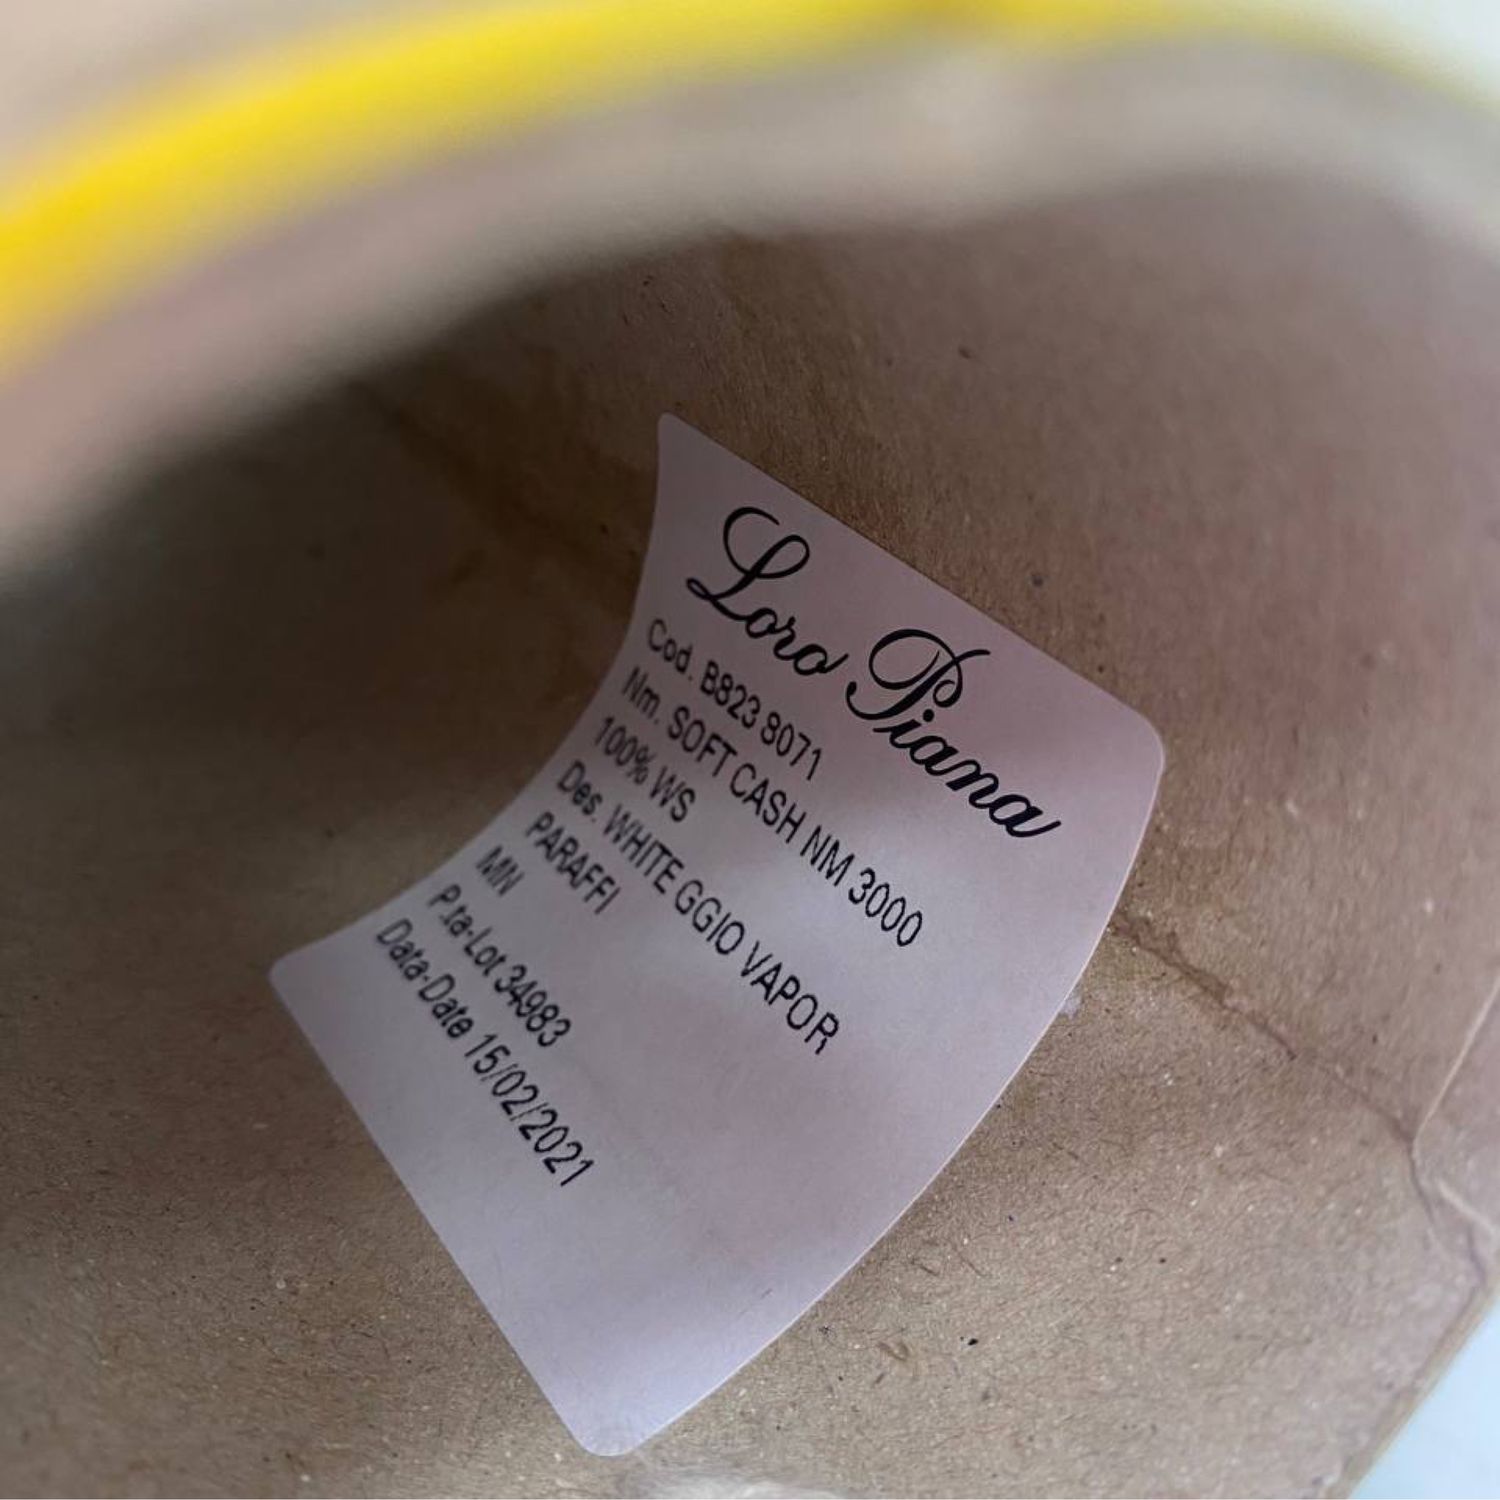 Loro Piana
Cod. B823 8071
Nm. SOFT CASH NM 3000
100% WS
Des. WHITE GGIO VAPOR
PARAFFI
MN
P.ta-Lot 34983
Data-Date 15/02/2021